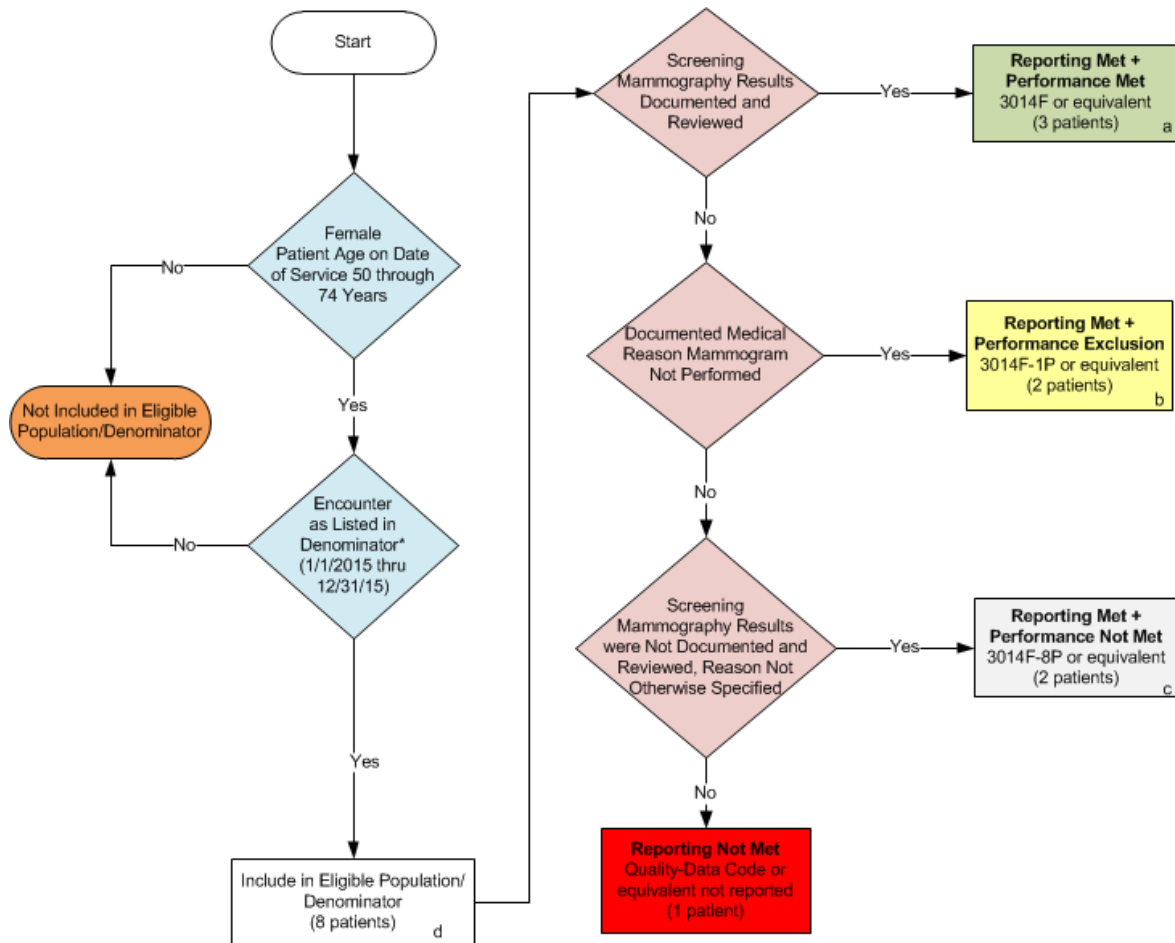 Start
Female
Patient Age on Date
of Service 50 through
74 Years
No
Yes
Not Included in Eligible
Population/Denominator
Encounter
as Listed in
Denominator*
(1/1/2015 thru
12/31/15)
No
Yes
Include in Eligible Population/
Denominator
(8 patients)
d
Screening
Mammography Results
Documented and
Reviewed
Yes
Reporting Met +
Performance Met
3014F or equivalent
(3 patients)
a
No
Documented Medical
Reason Mammogram
Not Performed
Yes
Reporting Met +
Performance Exclusion
3014F-1P or equivalent
(2 patients)
b
No
Screening
Mammography Results
were Not Documented and
Reviewed, Reason Not
Otherwise Specified
Yes
Reporting Met +
Performance Not Met
3014F-8P or equivalent
(2 patients)
c
No
Reporting Not Met
Quality-Data Code or
equivalent not reported
(1 patient)